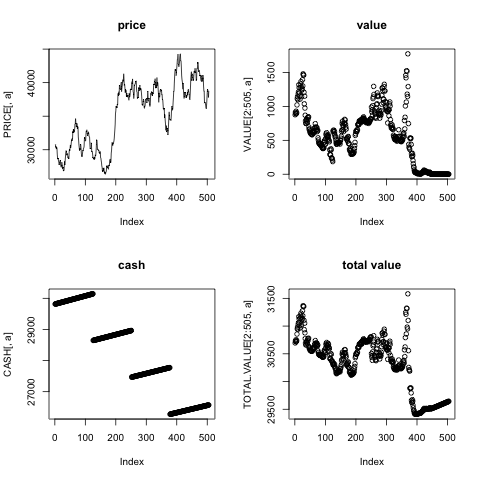 price
PRICE[, a]
30000 40000
0 100 200 300 400 500
Index
value
VALUE[2:505, a]
0 500 1000 1500
0 100 200 300 400 500
Index
cash
CASH[, a]
27000 29000
0 100 200 300 400 500
Index
total value
TOTAL.VALUE[2:505, a]
29500 30500 31500
0 100 200 300 400 500
Index